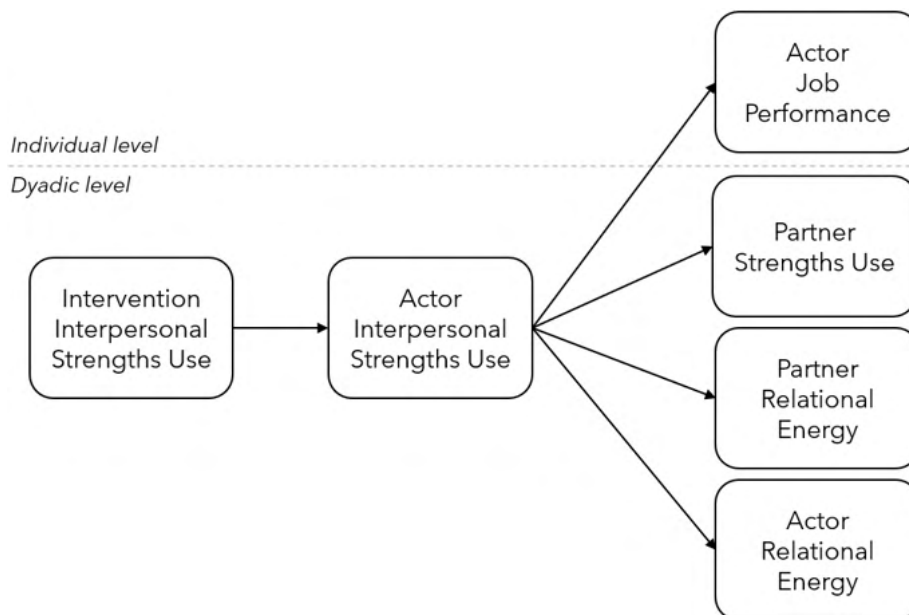 Actor
Job
Performance
Individual level
Dyadic level
Partner
Strengths Use
Intervention
Interpersonal
Strengths Use
Actor
Interpersonal
Strengths Use
Partner
Relational
Energy
Actor
Relational
Energy